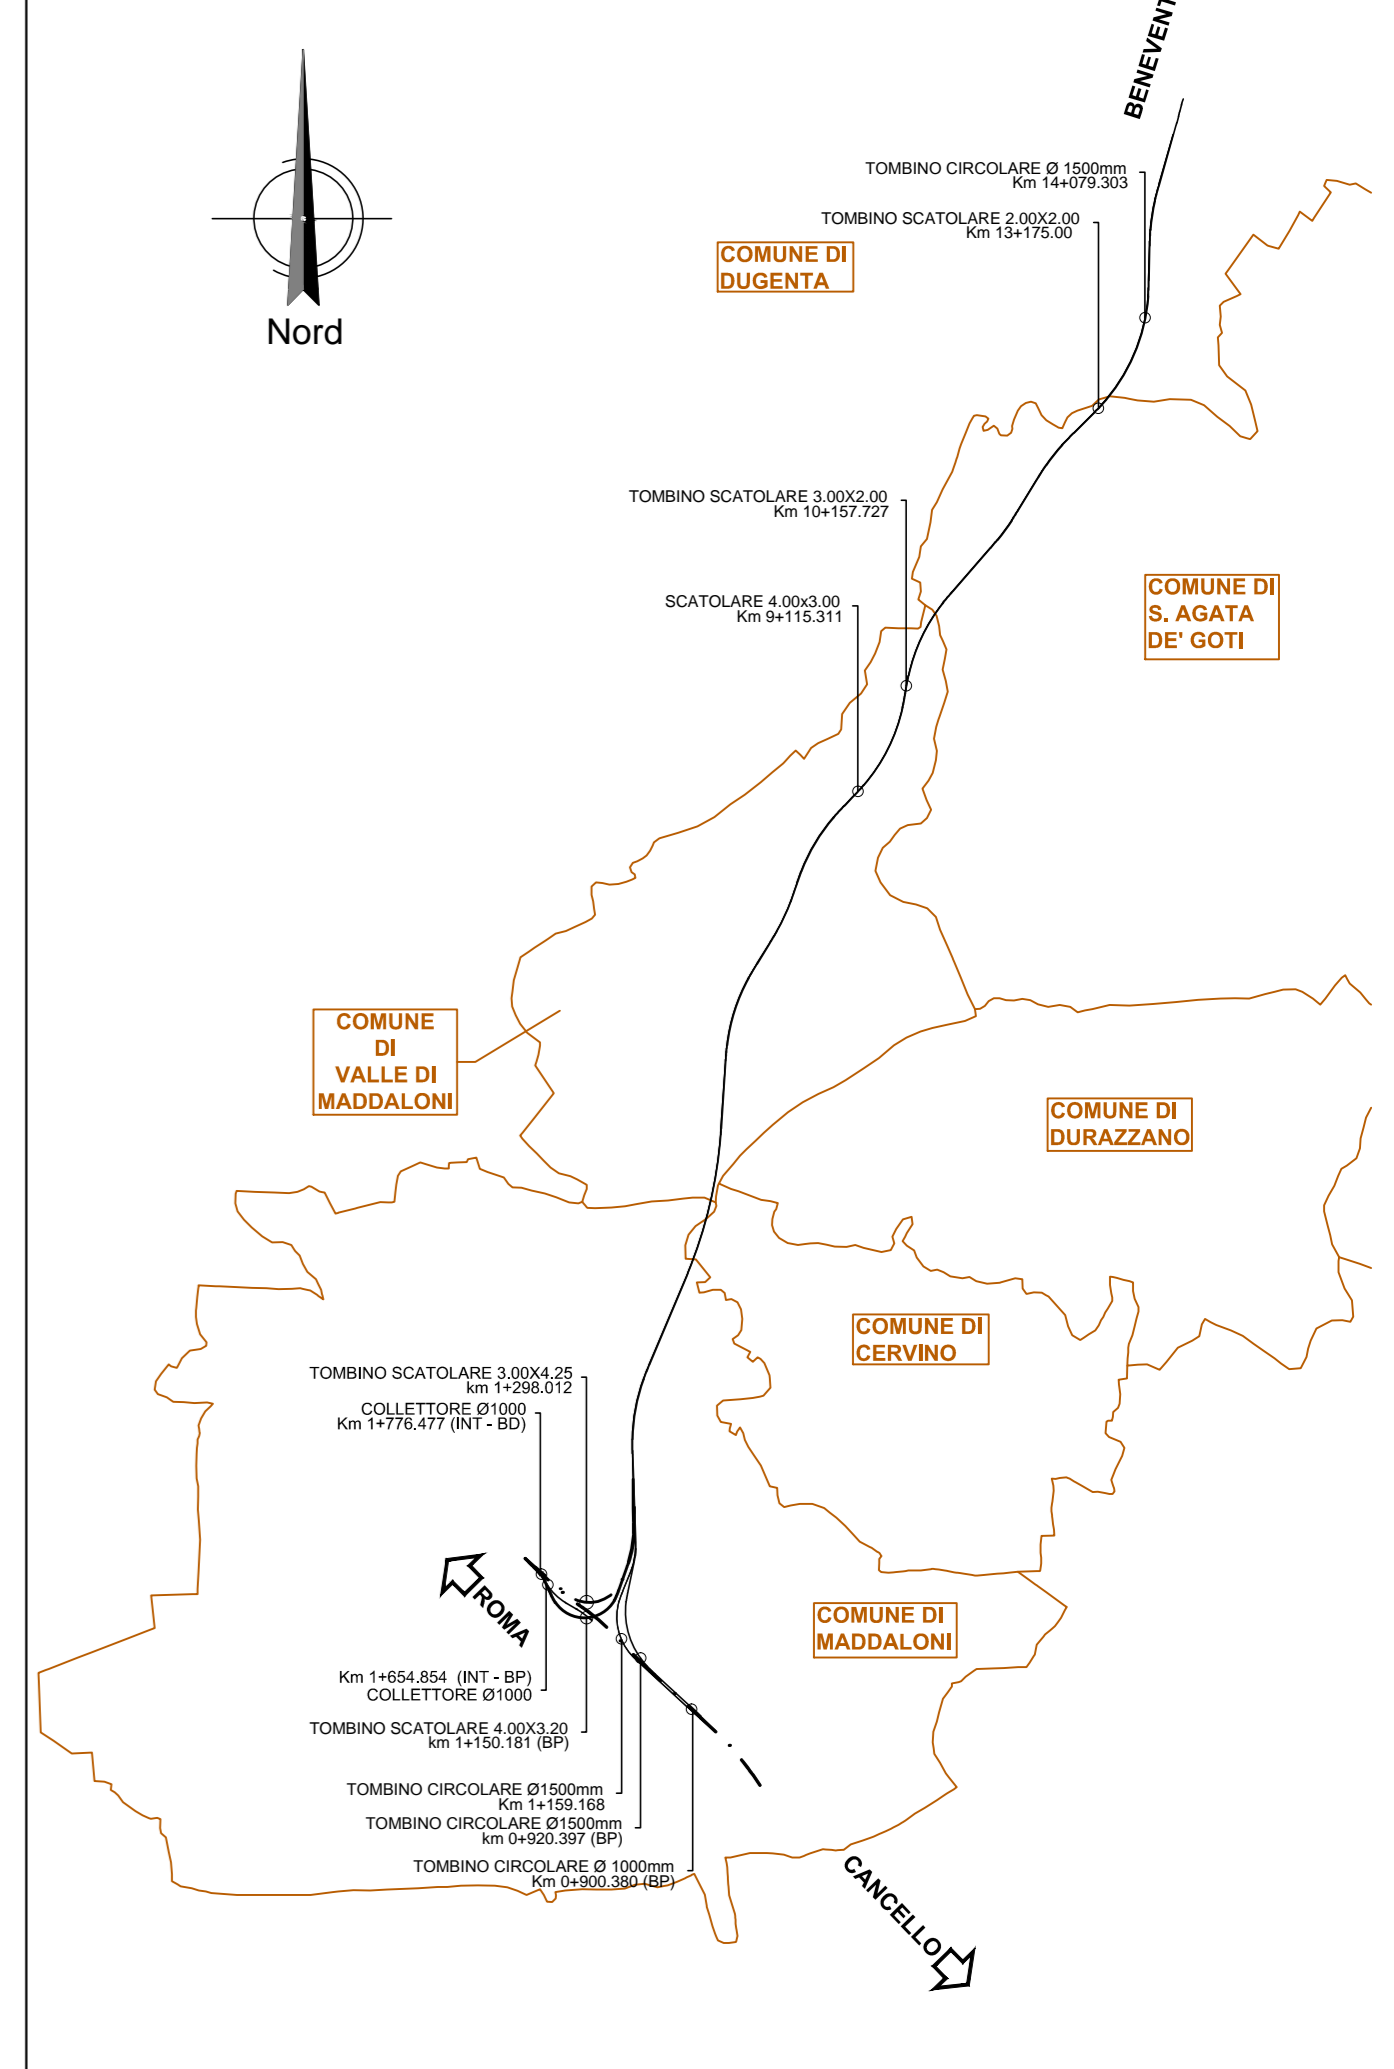 BENEVENT
TOMBINO CIRCOLARE Ø 1500mm
Km 14+079.303
TOMBINO SCATOLARE 2.00X2.00
Km 13+175.00
COMUNE DI
DUGENTA
Nord
TOMBINO SCATOLARE 3.00X2.00
Km 10+157.727
COMUNE DI
S. AGATA
DE' GOTI
SCATOLARE 4.00x3.00
Km 9+115.311
COMUNE
DI
VALLE DI
MADDALONI
COMUNE DI
DURAZZANO
COMUNE DI
CERVINO
TOMBINO SCATOLARE 3.00X4.25
km 1+298.012
COLLETTORE Ø1000
Km 1+776.477 (INT - BD)
ROMA
COMUNE DI
MADDALONI
Km 1+654.854 (INT - BP)
COLLETTORE Ø1000
TOMBINO SCATOLARE 4.00X3.20
km 1+150.181 (BP)
TOMBINO CIRCOLARE Ø1500mm
Km 1+159.168
TOMBINO CIRCOLARE Ø1500mm
km 0+920.397 (BP)
TOMBINO CIRCOLARE Ø 1000mm
Km 0+900.380 (BP)
CANCELLO